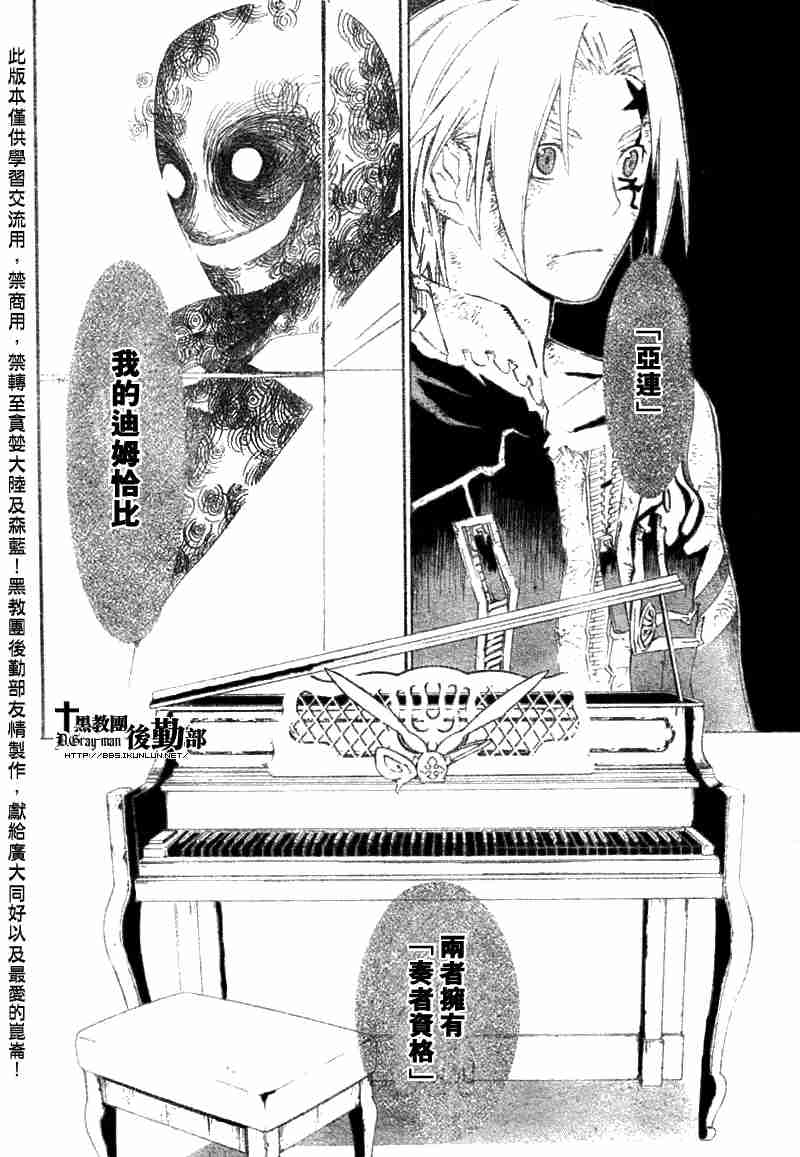 「亞連」
我的迪姆恰比
兩者擁有
「奏者資格」
十黑教團
D.Gray-man
後勤部
HTTP://BBS.IKUNLUN.NET/
此版本僅供學習交流用，禁商用，禁轉至貪婪大陸及森藍！黑教團後勤部友情製作，獻給廣大同好以及最愛的崑崙！